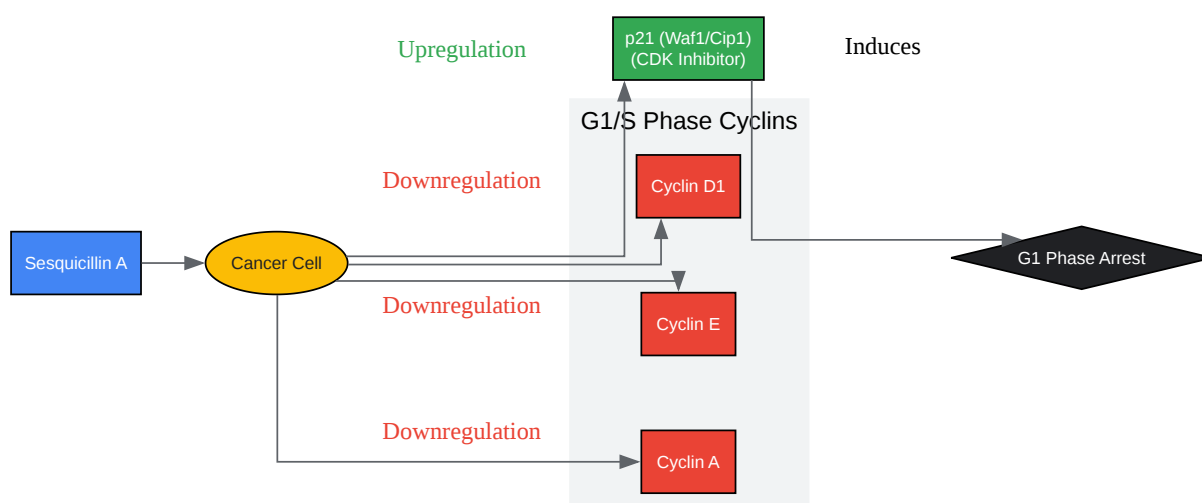 Upregulation
p21 (Waf1/Cip1)
(CDK Inhibitor)
Induces
G1/S Phase Cyclins
Downregulation
Cyclin D1
Sesquicillin A
Cancer Cell
G1 Phase Arrest
Downregulation
Cyclin E
Downregulation
Cyclin A